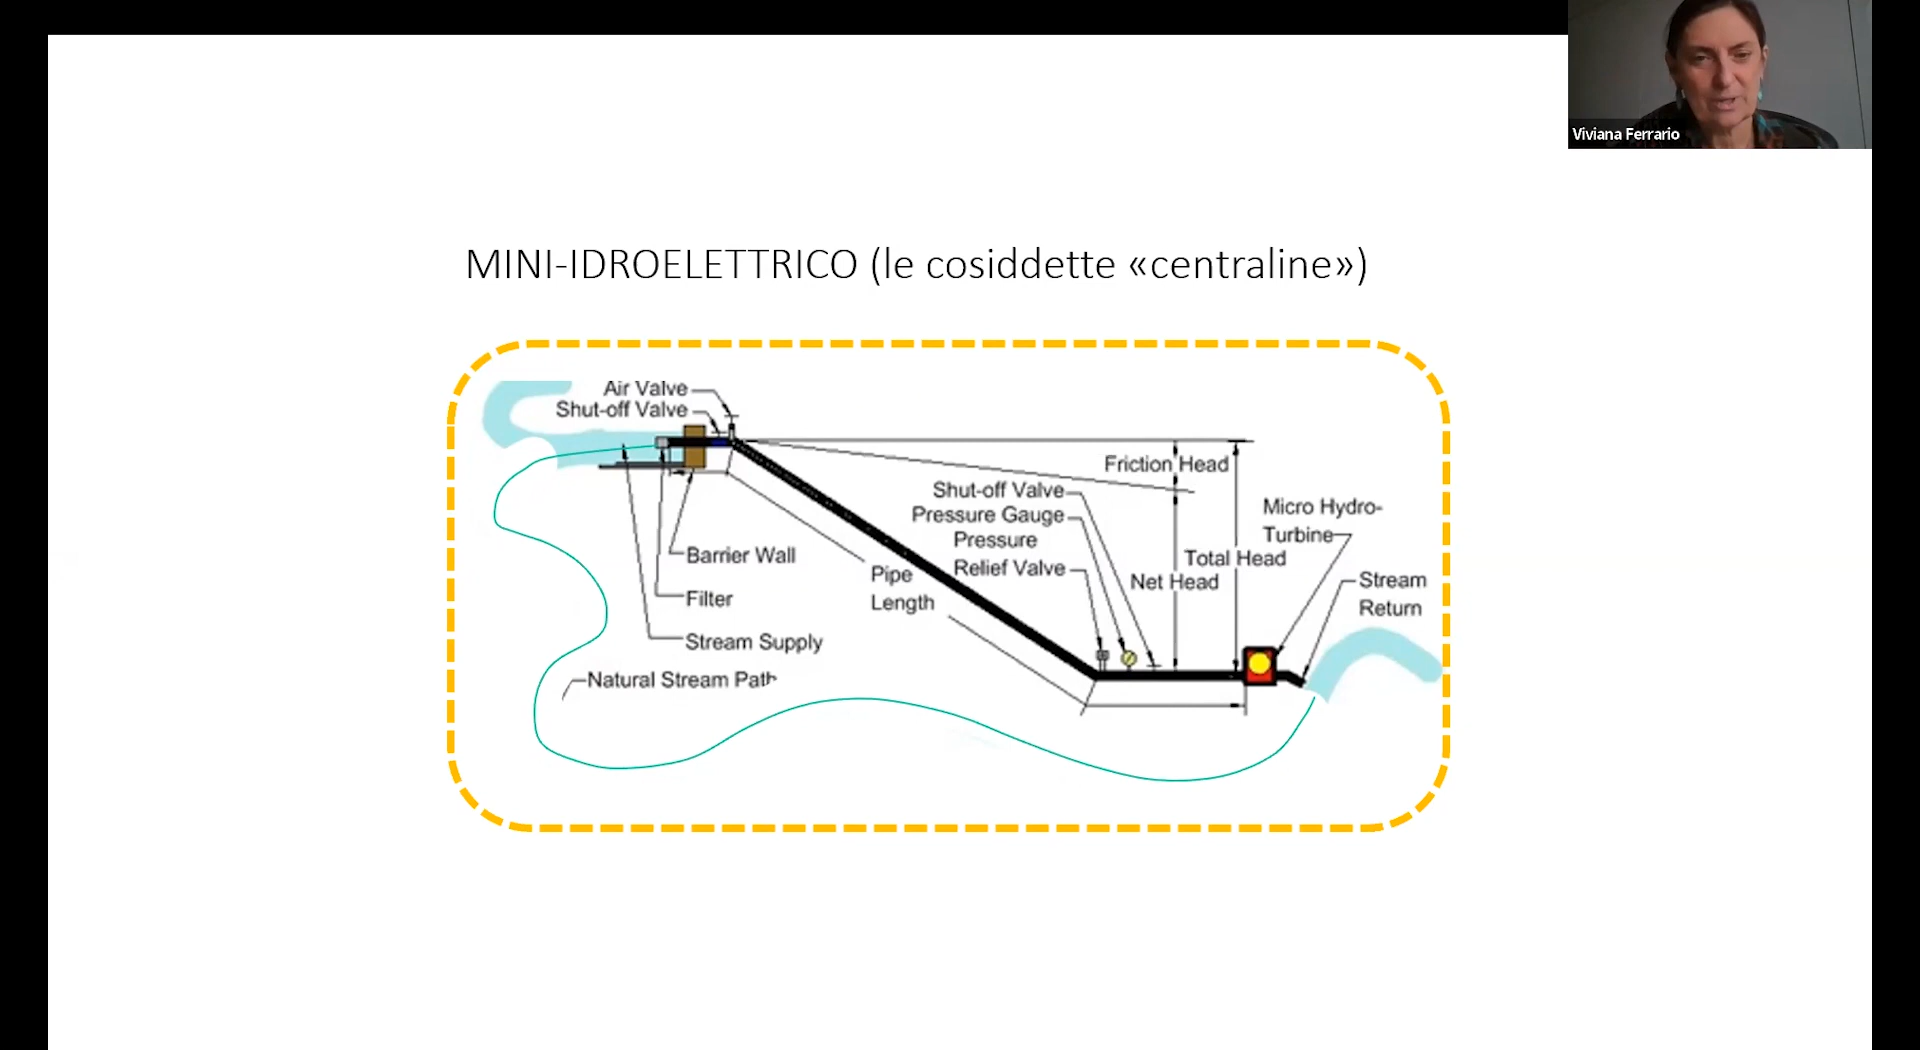 Viviana Ferrario
MINI-IDROELETTRICO (le cosiddette «centraline»)
Air Valve
Shut-off Valve
Friction Head
Shut-off Valve
Pressure Gauge
Pressure
Relief Valve
Micro Hydro-
Turbine
Total Head
Net Head
Stream
Return
Barrier Wall
Pipe
Length
Filter
Stream Supply
Natural Stream Path